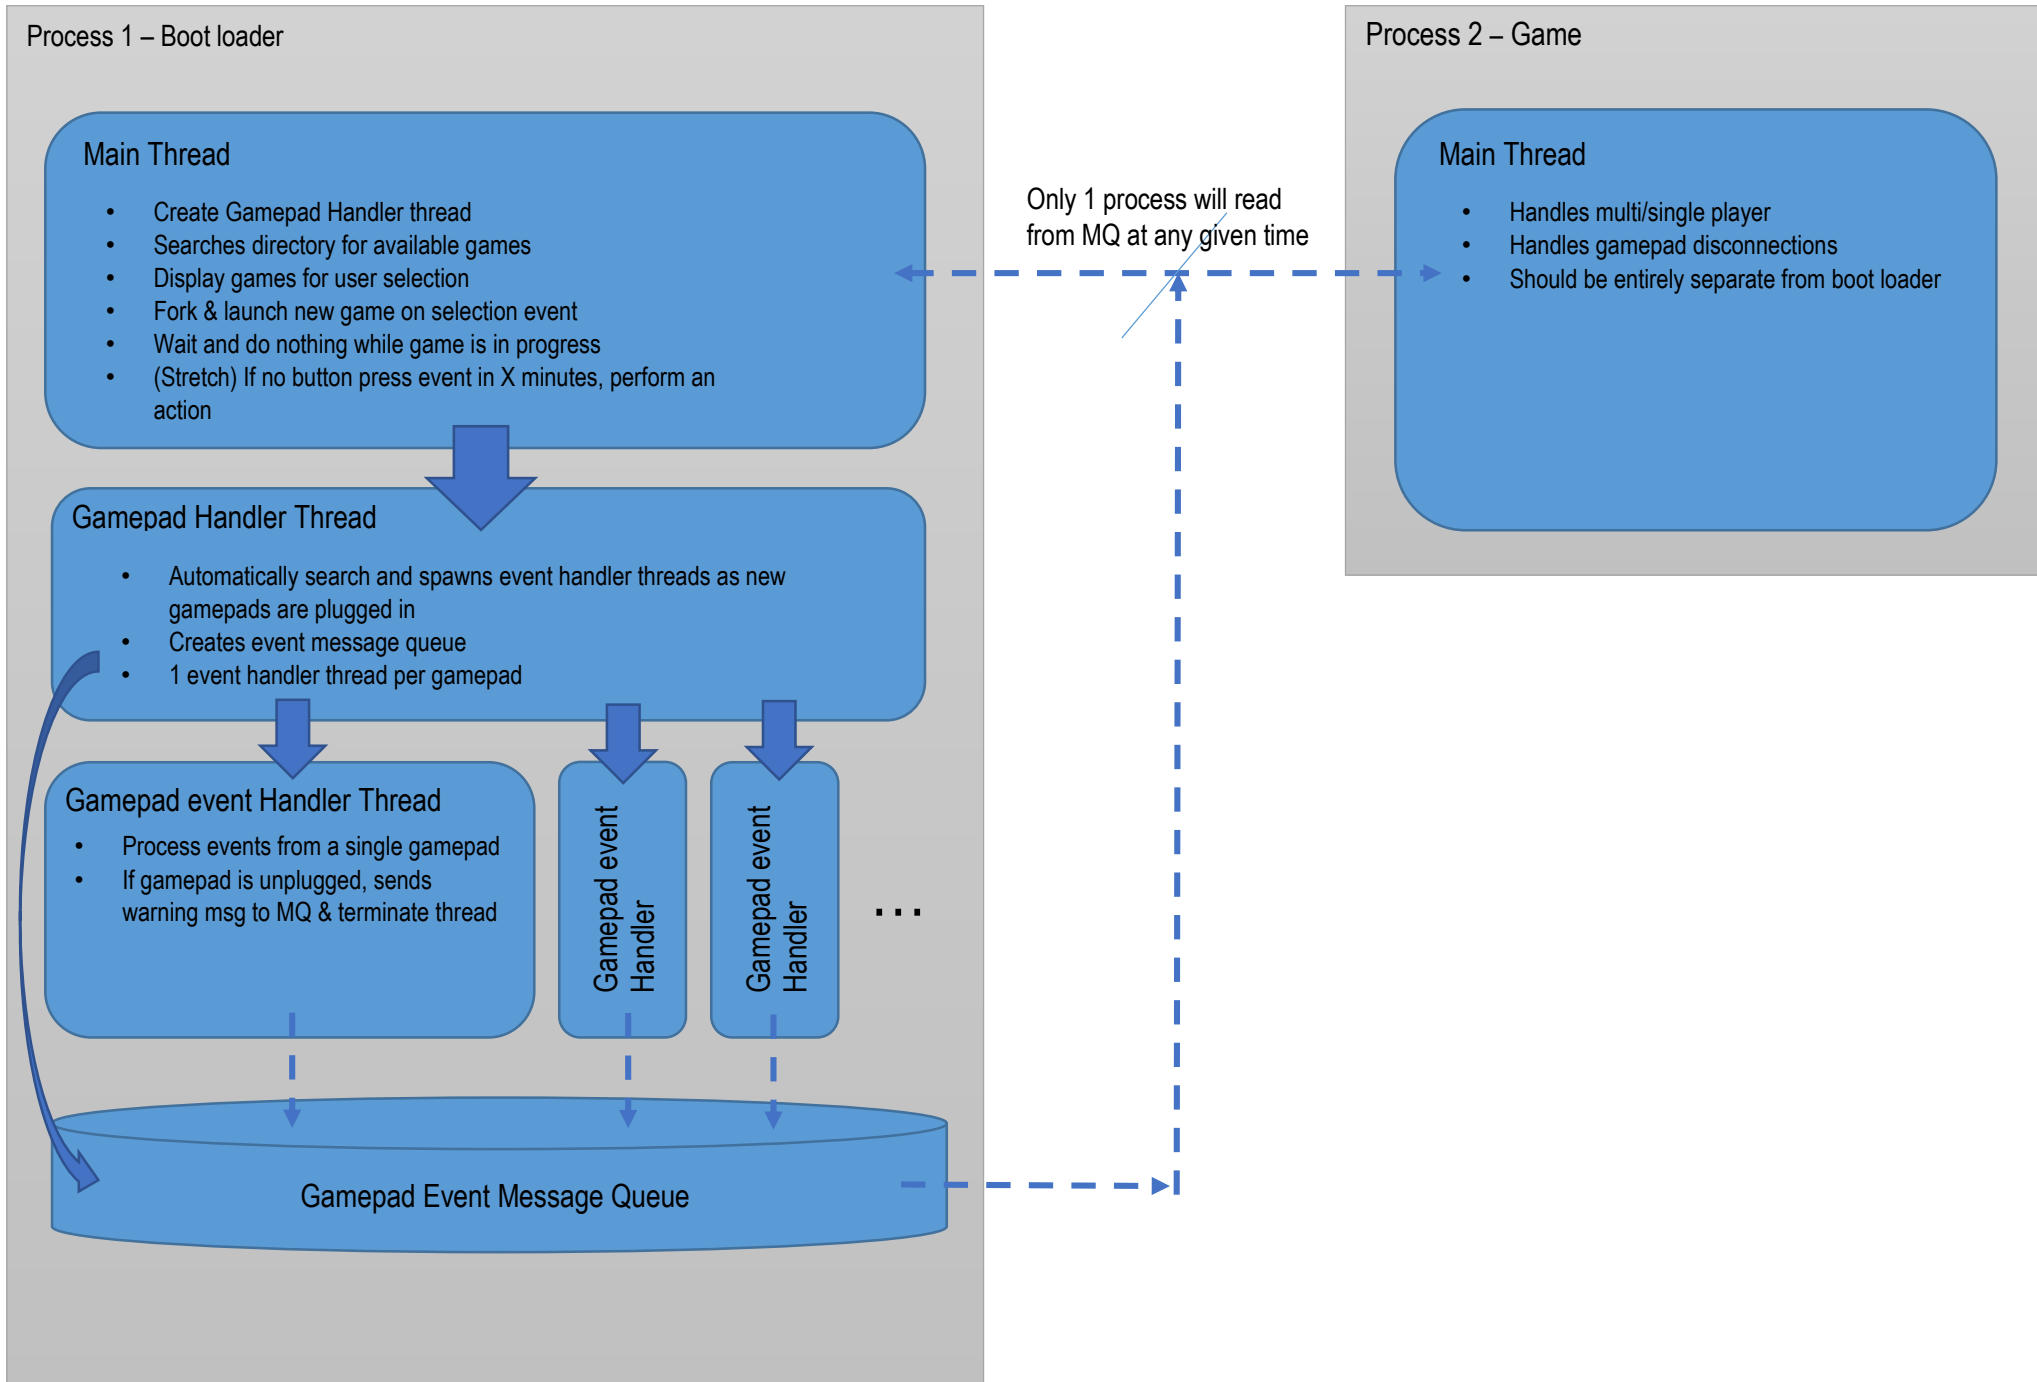 Process 1 – Boot loader
Main Thread
• Create Gamepad Handler thread
• Searches directory for available games
• Display games for user selection
• Fork & launch new game on selection event
• Wait and do nothing while game is in progress
• (Stretch) If no button press event in X minutes, perform an
action
Gamepad Handler Thread
• Automatically search and spawns event handler threads as new
gamepads are plugged in
• Creates event message queue
• 1 event handler thread per gamepad
Gamepad event Handler Thread
• Process events from a single gamepad
• If gamepad is unplugged, sends
warning msg to MQ & terminate thread
Gamepad event
Handler
Gamepad event
Handler
…
Gamepad Event Message Queue
Only 1 process will read
from MQ at any given time
Process 2 – Game
Main Thread
• Handles multi/single player
• Handles gamepad disconnections
• Should be entirely separate from boot loader